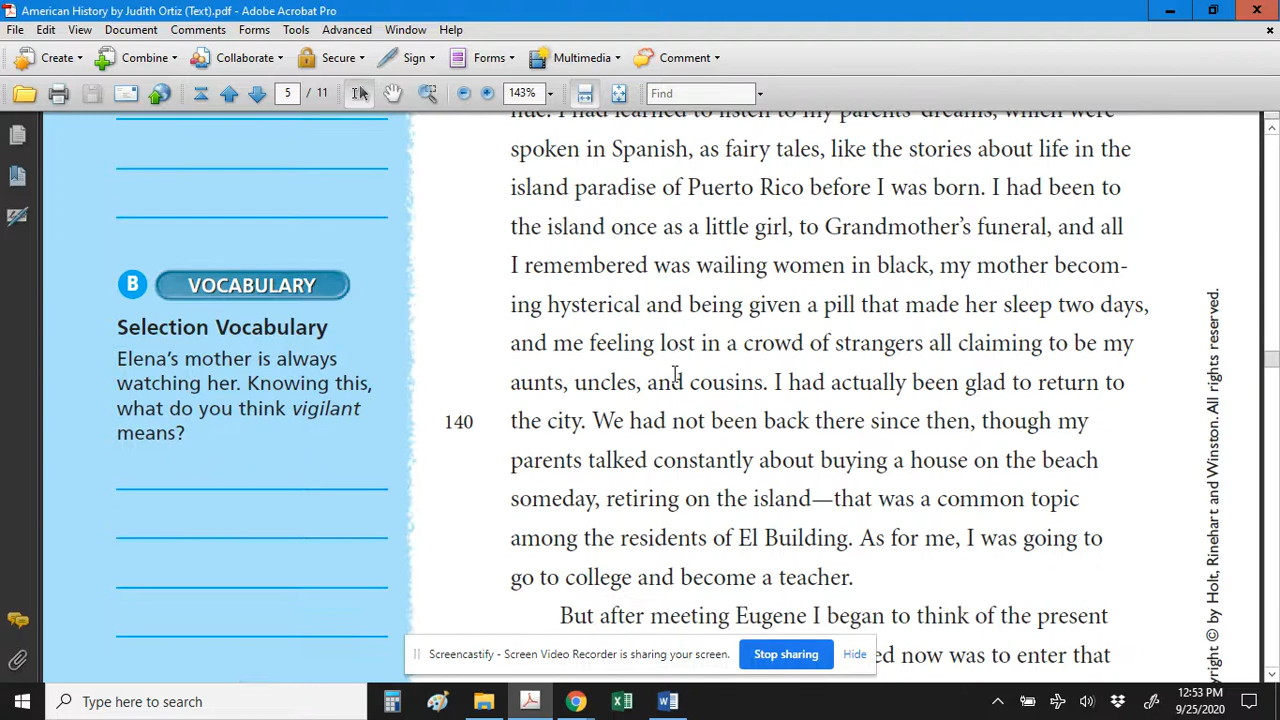 American History by Judith Ortiz (Text).pdf - Adobe Acrobat Pro
File Edit View Document Comments Forms Tools Advanced Window Help
Create Combine Collaborate Secure Sign Forms Multimedia Comment
5 / 11 143% Find
spoken in Spanish, as fairy tales, like the stories about life in the
island paradise of Puerto Rico before I was born. I had been to
the island once as a little girl, to Grandmother's funeral, and all
I remembered was wailing women in black, my mother becom-
ing hysterical and being given a pill that made her sleep two days,
and me feeling lost in a crowd of strangers all claiming to be my
aunts, uncles, and cousins. I had actually been glad to return to
140 the city. We had not been back there since then, though my
parents talked constantly about buying a house on the beach
someday, retiring on the island—that was a common topic
among the residents of El Building. As for me, I was going to
go to college and become a teacher.
But after meeting Eugene I began to think of the present
ed now was to enter that
B VOCABULARY
Selection Vocabulary
Elena's mother is always
watching her. Knowing this,
what do you think vigilant
means?
yright © by Holt, Rinehart and Winston. All rights reserved.
Screencastify - Screen Video Recorder is sharing your screen. Stop sharing Hide
Type here to search
12:53 PM
9/25/2020